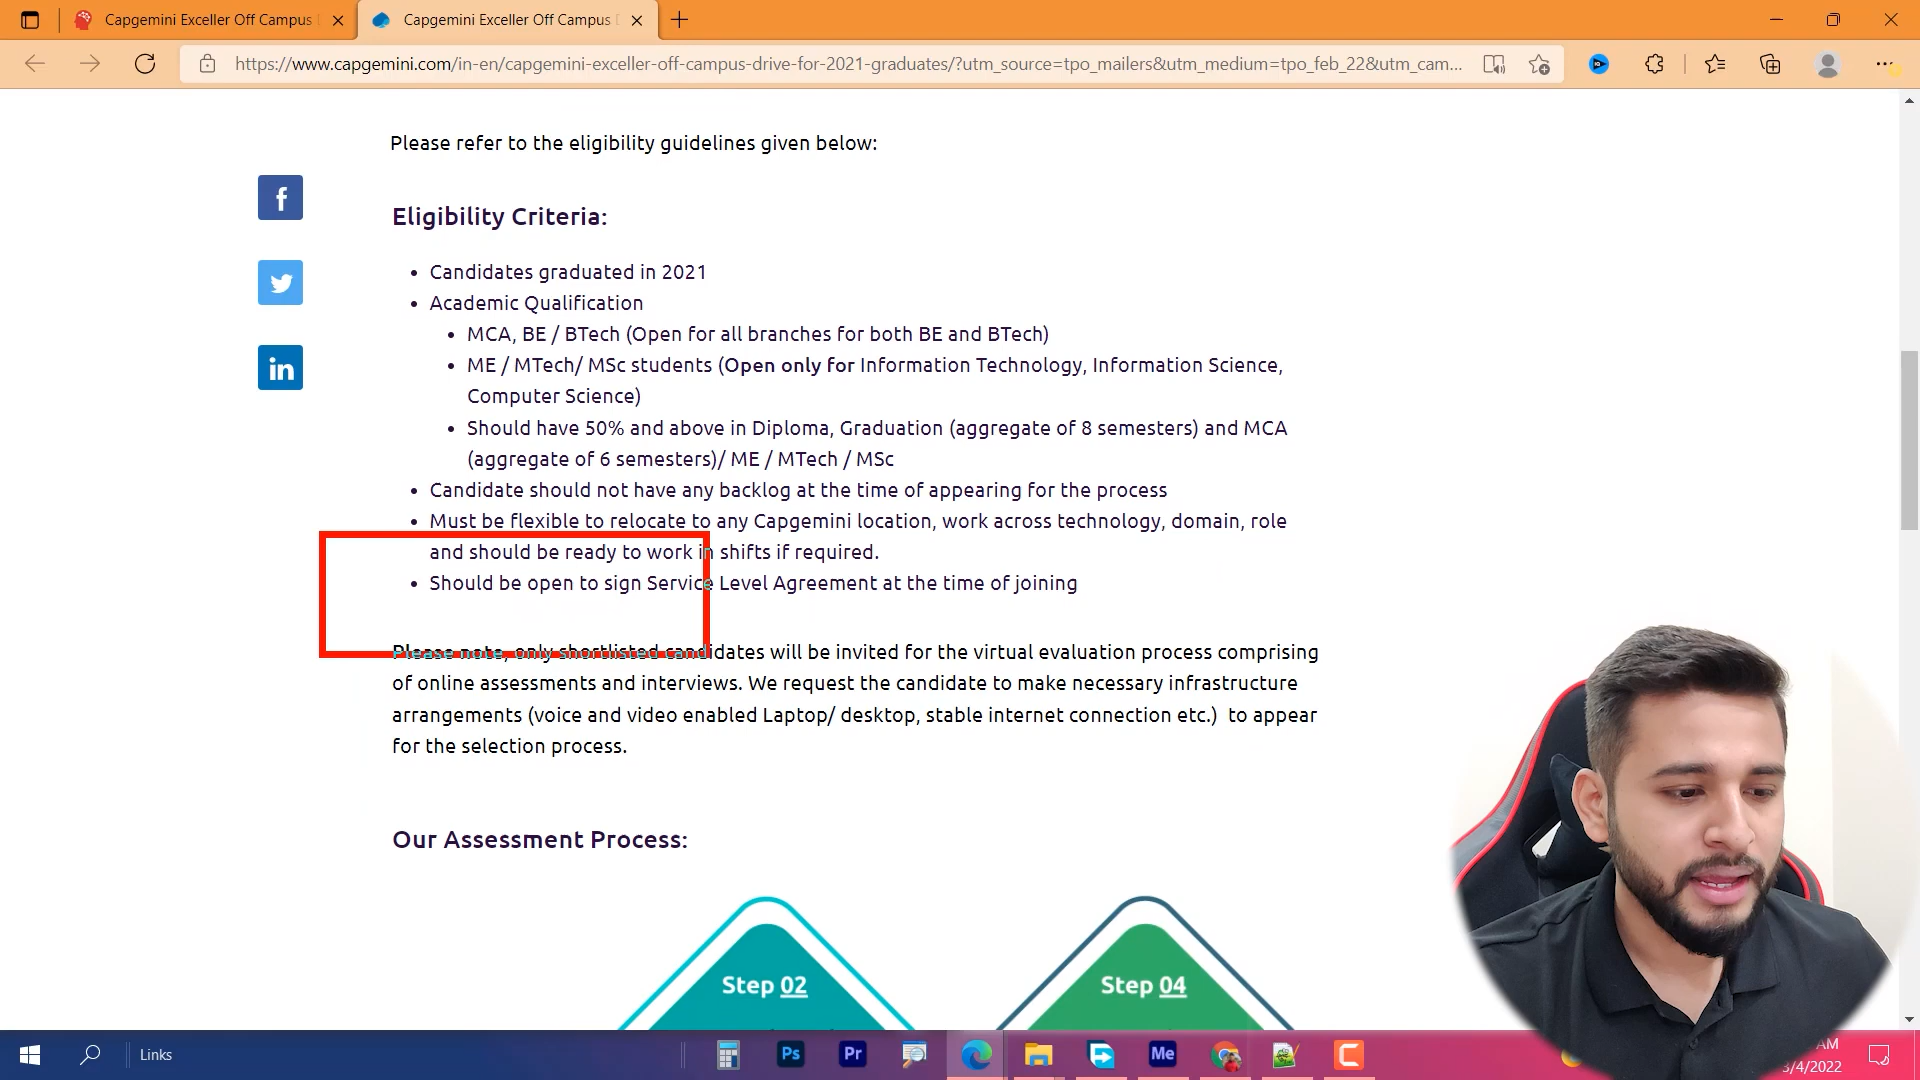 Capgemini Exceller Off Campus
Capgemini Exceller Off Campus
https://www.capgemini.com/in-en/capgemini-exceller-off-campus-drive-for-2021-graduates/?utm_source=tpo_mailers&utm_medium=tpo_feb_22&utm_cam...
Please refer to the eligibility guidelines given below:
Eligibility Criteria:
• Candidates graduated in 2021
• Academic Qualification
• MCA, BE / BTech (Open for all branches for both BE and BTech)
• ME / MTech/ MSc students (Open only for Information Technology, Information Science,
Computer Science)
• Should have 50% and above in Diploma, Graduation (aggregate of 8 semesters) and MCA
(aggregate of 6 semesters)/ ME / MTech / MSc
• Candidate should not have any backlog at the time of appearing for the process
• Must be flexible to relocate to any Capgemini location, work across technology, domain, role
and should be ready to work in shifts if required.
• Should be open to sign Service Level Agreement at the time of joining
Please note, only shortlisted candidates will be invited for the virtual evaluation process comprising
of online assessments and interviews. We request the candidate to make necessary infrastructure
arrangements (voice and video enabled Laptop/ desktop, stable internet connection etc.) to appear
for the selection process.
Our Assessment Process:
Step 02
Step 04
f
in
Links
Ps
Pr
Me
AM
3/4/2022